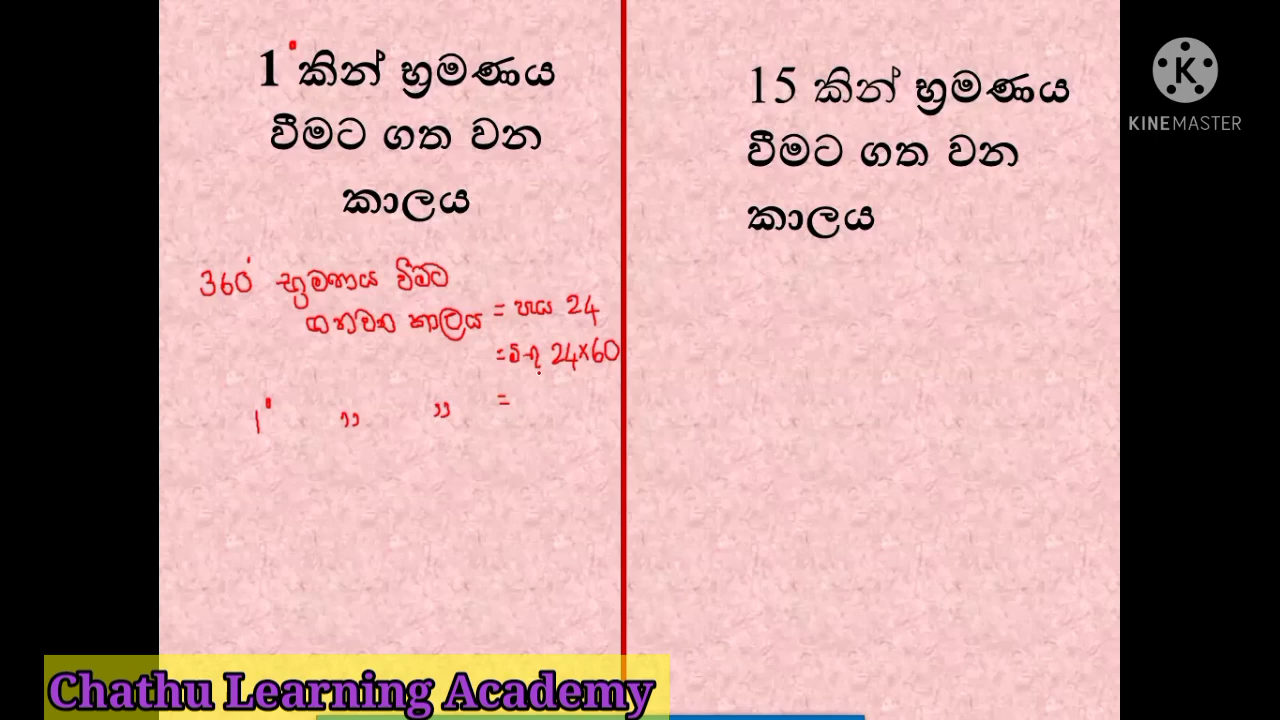 1°කින් භ්‍රමණය
වීමට ගත වන
කාලය
360° භ්‍රමණය වීමට
ගතවන කාලය = පැය 24
= මිනි 24×60
1° ,, ,, =
15 කින් භ්‍රමණය
වීමට ගත වන
කාලය
K
KINEMASTER
Chathu Learning Academy